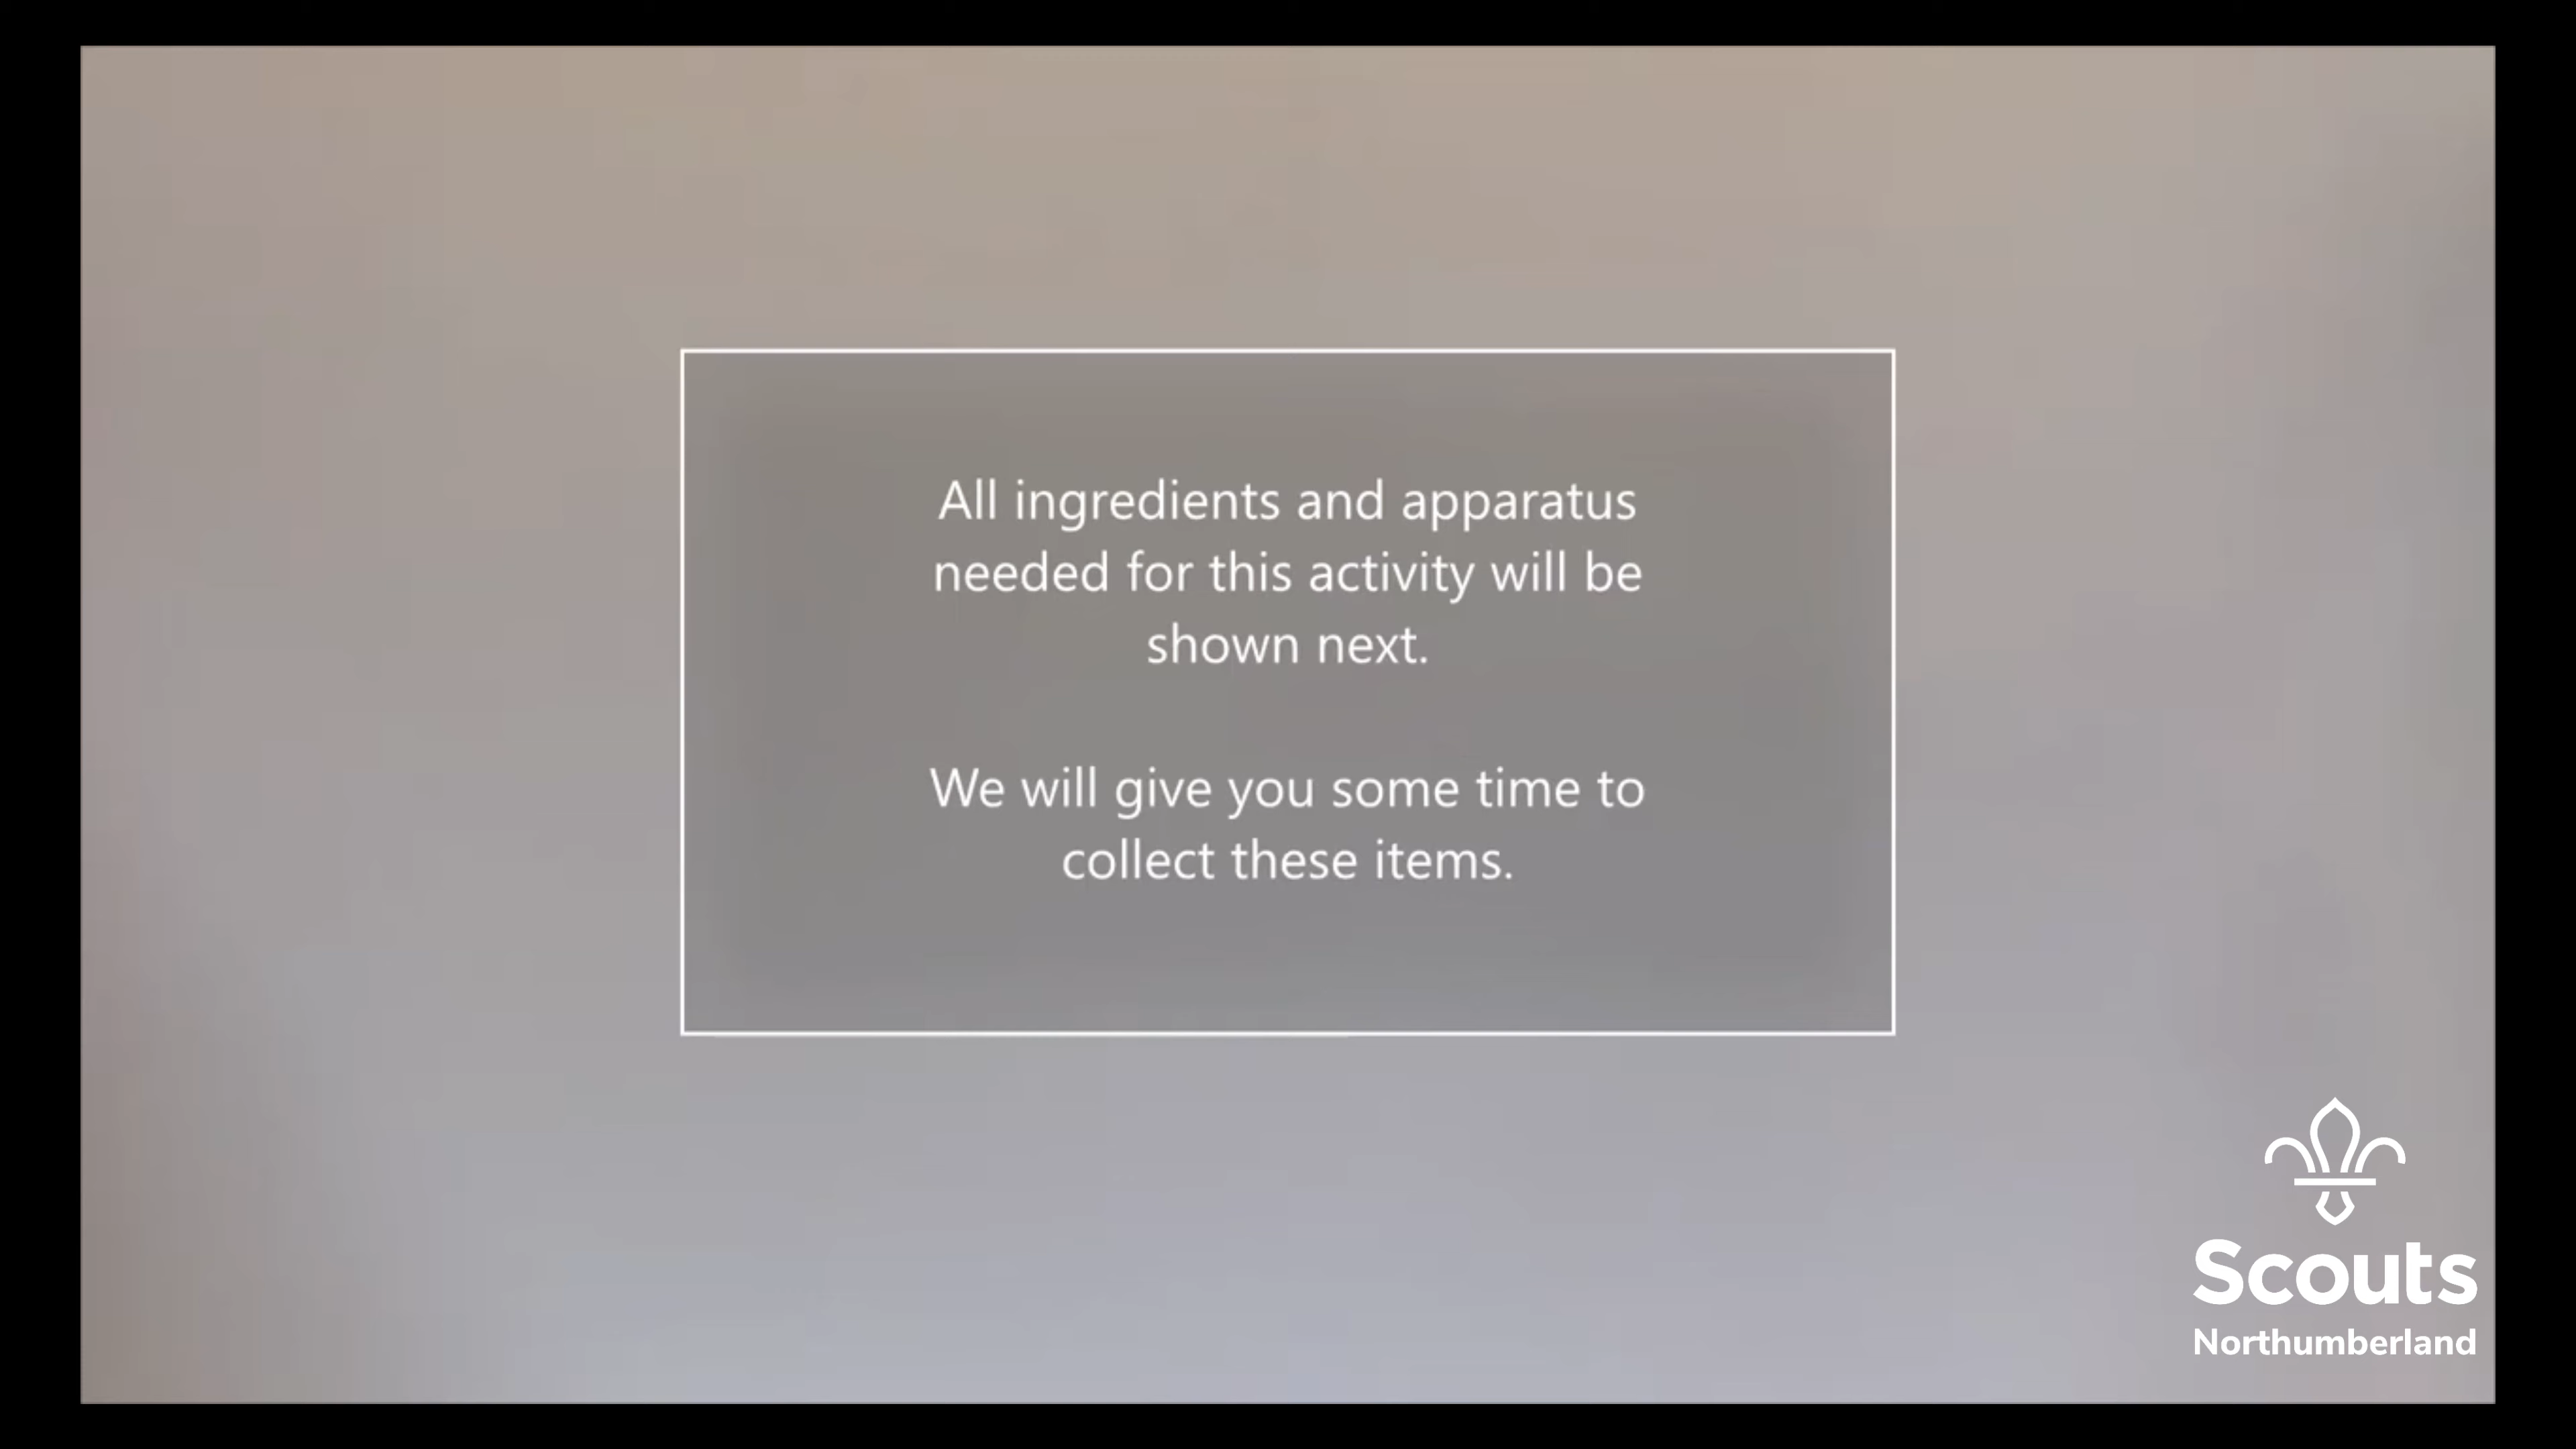 All ingredients and apparatus
needed for this activity will be
shown next.
We will give you some time to
collect these items.
Scouts
Northumberland